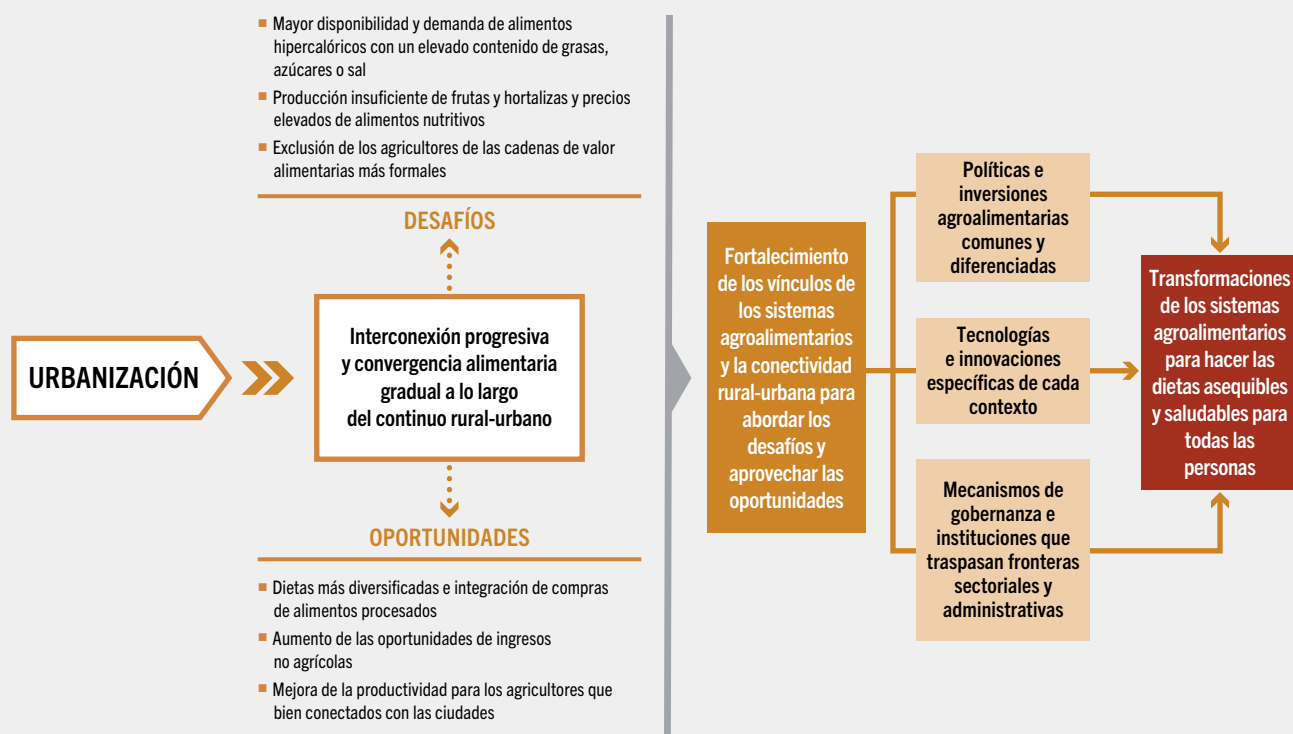 Mayor disponibilidad y demanda de alimentos
hipercalóricos con un elevado contenido de grasas,
azúcares o sal
Producción insuficiente de frutas y hortalizas y precios
elevados de alimentos nutritivos
Exclusión de los agricultores de las cadenas de valor
alimentarias más formales
DESAFÍOS
URBANIZACIÓN
Interconexión progresiva
y convergencia alimentaria
gradual a lo largo
del continuo rural-urbano
OPORTUNIDADES
Dietas más diversificadas e integración de compras
de alimentos procesados
Aumento de las oportunidades de ingresos
no agrícolas
Mejora de la productividad para los agricultores que
bien conectados con las ciudades
Fortalecimiento
de los vínculos de
los sistemas
agroalimentarios
y la conectividad
rural-urbana para
abordar los
desafíos y
aprovechar las
oportunidades
Políticas e
inversiones
agroalimentarias
comunes y
diferenciadas
Tecnologías
e innovaciones
específicas de cada
contexto
Mecanismos de
gobernanza e
instituciones que
traspasan fronteras
sectoriales y
administrativas
Transformaciones
de los sistemas
agroalimentarios
para hacer las
dietas asequibles
y saludables para
todas las
personas